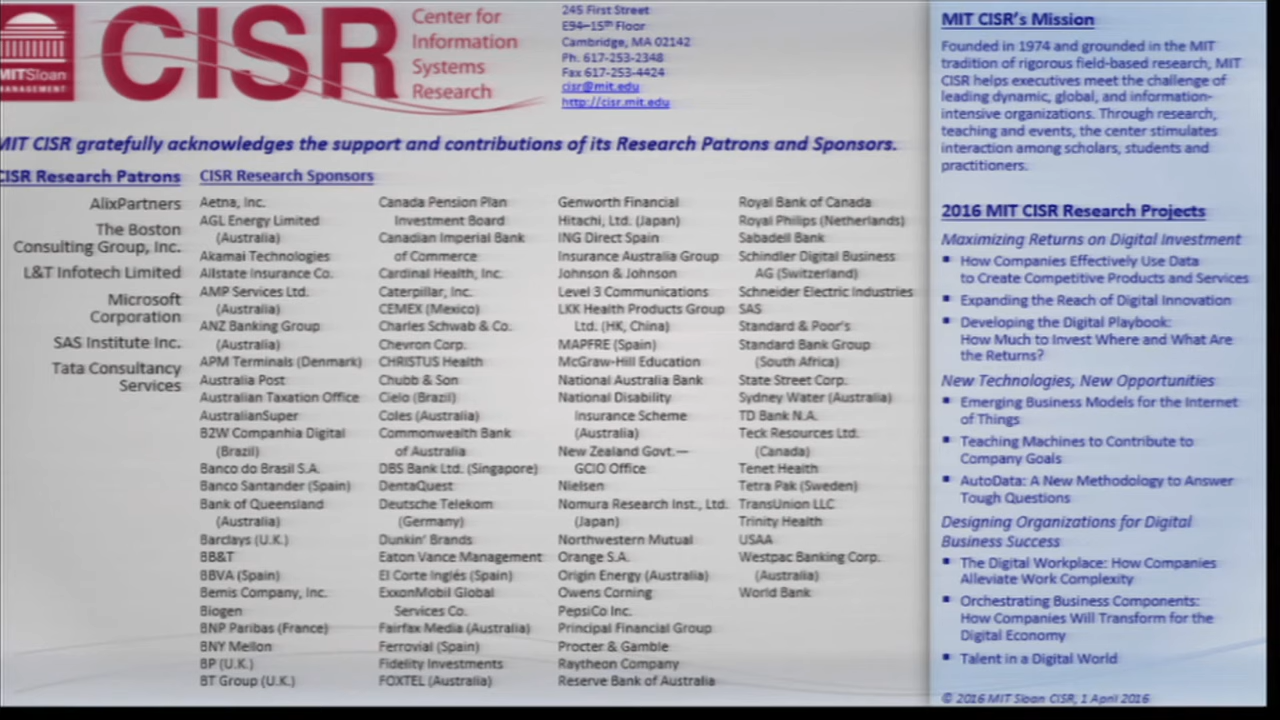 MITSloan
MANAGEMENT
CISR
Center for
Information
Systems
Research
245 First Street
E94–15th Floor
Cambridge, MA 02142
Ph. 617-253-2348
Fax 617-253-4424
cisr@mit.edu
http://cisr.mit.edu
MIT CISR gratefully acknowledges the support and contributions of its Research Patrons and Sponsors.
CISR Research Patrons
AlixPartners
The Boston
Consulting Group, Inc.
L&T Infotech Limited
Microsoft
Corporation
SAS Institute Inc.
Tata Consultancy
Services
CISR Research Sponsors
Aetna, Inc.
AGL Energy Limited
(Australia)
Akamai Technologies
Allstate Insurance Co.
AMP Services Ltd.
(Australia)
ANZ Banking Group
(Australia)
APM Terminals (Denmark)
Australia Post
Australian Taxation Office
AustralianSuper
B2W Companhia Digital
(Brazil)
Banco do Brasil S.A.
Banco Santander (Spain)
Bank of Queensland
(Australia)
Barclays (U.K.)
BB&T
BBVA (Spain)
Bemis Company, Inc.
Biogen
BNP Paribas (France)
BNY Mellon
BP (U.K.)
BT Group (U.K.)
Canada Pension Plan
Investment Board
Canadian Imperial Bank
of Commerce
Cardinal Health, Inc.
Caterpillar, Inc.
CEMEX (Mexico)
Charles Schwab & Co.
Chevron Corp.
CHRISTUS Health
Chubb & Son
Cielo (Brazil)
Coles (Australia)
Commonwealth Bank
of Australia
DBS Bank Ltd. (Singapore)
DentaQuest
Deutsche Telekom
(Germany)
Dunkin' Brands
Eaton Vance Management
El Corte Inglés (Spain)
ExxonMobil Global
Services Co.
Fairfax Media (Australia)
Ferrovial (Spain)
Fidelity Investments
FOXTEL (Australia)
Genworth Financial
Hitachi, Ltd. (Japan)
ING Direct Spain
Insurance Australia Group
Johnson & Johnson
Level 3 Communications
LKK Health Products Group
Ltd. (HK, China)
MAPFRE (Spain)
McGraw-Hill Education
National Australia Bank
National Disability
Insurance Scheme
(Australia)
New Zealand Govt.—
GCIO Office
Nielsen
Nomura Research Inst., Ltd.
(Japan)
Northwestern Mutual
Orange S.A.
Origin Energy (Australia)
Owens Corning
PepsiCo Inc.
Principal Financial Group
Procter & Gamble
Raytheon Company
Reserve Bank of Australia
Royal Bank of Canada
Royal Philips (Netherlands)
Sabadell Bank
Schindler Digital Business
AG (Switzerland)
Schneider Electric Industries
SAS
Standard & Poor's
Standard Bank Group
(South Africa)
State Street Corp.
Sydney Water (Australia)
TD Bank N.A.
Teck Resources Ltd.
(Canada)
Tenet Health
Tetra Pak (Sweden)
TransUnion LLC
Trinity Health
USAA
Westpac Banking Corp.
(Australia)
World Bank
MIT CISR's Mission
Founded in 1974 and grounded in the MIT
tradition of rigorous field-based research, MIT
CISR helps executives meet the challenge of
leading dynamic, global, and information-
intensive organizations. Through research,
teaching and events, the center stimulates
interaction among scholars, students and
practitioners.
2016 MIT CISR Research Projects
Maximizing Returns on Digital Investment
▪ How Companies Effectively Use Data
to Create Competitive Products and Services
▪ Expanding the Reach of Digital Innovation
▪ Developing the Digital Playbook:
How Much to Invest Where and What Are
the Returns?
New Technologies, New Opportunities
▪ Emerging Business Models for the Internet
of Things
▪ Teaching Machines to Contribute to
Company Goals
▪ AutoData: A New Methodology to Answer
Tough Questions
Designing Organizations for Digital
Business Success
▪ The Digital Workplace: How Companies
Alleviate Work Complexity
▪ Orchestrating Business Components:
How Companies Will Transform for the
Digital Economy
▪ Talent in a Digital World
© 2016 MIT Sloan CISR, 1 April 2016